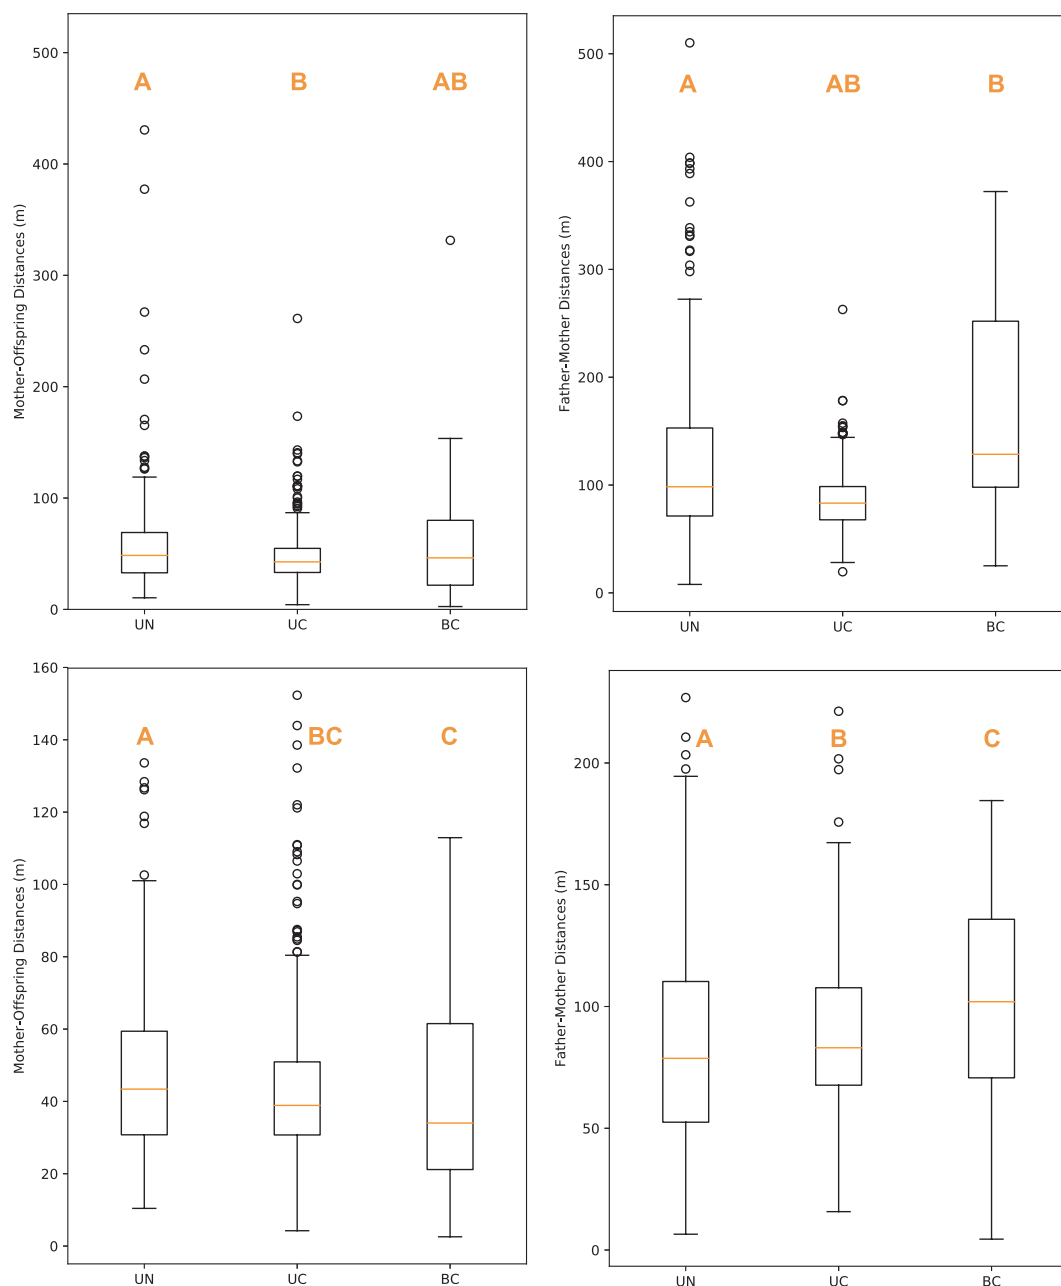 500
400
300
200
100
0
Mother-Offspring Distances (m)
A B AB
UN UC BC
500
400
300
200
100
0
Father-Mother Distances (m)
A AB B
UN UC BC
160
140
120
100
80
60
40
20
0
Mother-Offspring Distances (m)
A BC C
UN UC BC
200
150
100
50
0
Father-Mother Distances (m)
A B C
UN UC BC